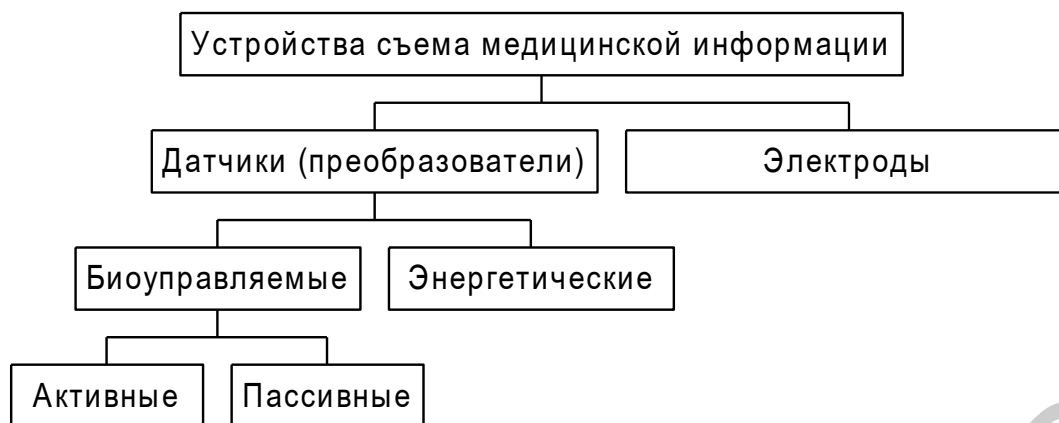 Устройства съема медицинской информации
Датчики (преобразователи)
Электроды
Биоуправляемые
Энергетические
Активные
Пассивные